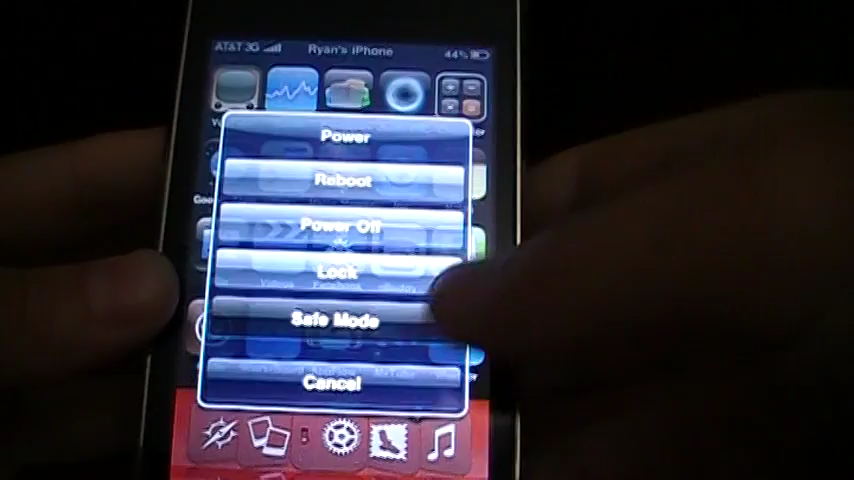 AT&T 3G Ryan's iPhone 44%
Power
Reboot
Power Off
Lock
Safe Mode
Cancel